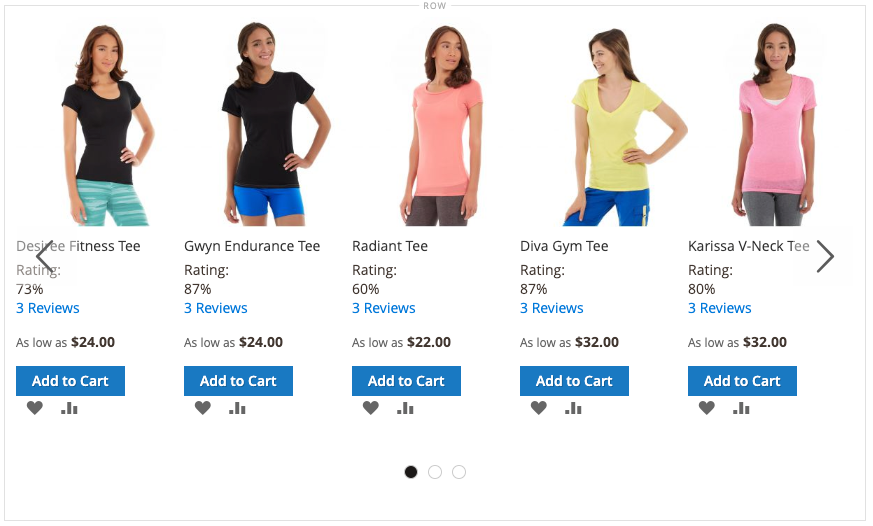 ROW
Desiree Fitness Tee
Rating:
73%
3 Reviews
As low as $24.00
Add to Cart
Gwyn Endurance Tee
Rating:
87%
3 Reviews
As low as $24.00
Add to Cart
Radiant Tee
Rating:
60%
3 Reviews
As low as $22.00
Add to Cart
Diva Gym Tee
Rating:
87%
3 Reviews
As low as $32.00
Add to Cart
Karissa V-Neck Tee
Rating:
80%
3 Reviews
As low as $32.00
Add to Cart